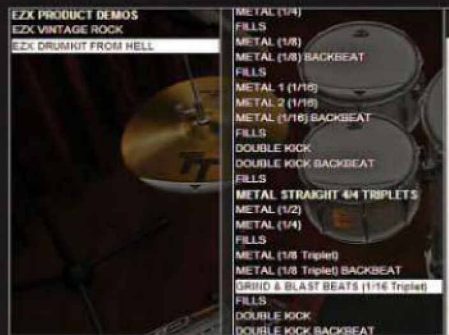 EZX PRODUCT DEMOS
EZX VINTAGE ROCK
EZX DRUMKIT FROM HELL
METAL (1/4)
FILLS
METAL (1/8)
METAL (1/8) BACKBEAT
FILLS
METAL 1 (1/16)
METAL 2 (1/16)
METAL (1/16) BACKBEAT
FILLS
DOUBLE KICK
DOUBLE KICK BACKBEAT
FILLS
METAL STRAIGHT 4/4 TRIPLETS
METAL (1/2)
METAL (1/4)
FILLS
METAL (1/8 Triplet)
METAL (1/8 Triplet) BACKBEAT
GRIND & BLAST BEATS (1/16 Triplet)
FILLS
DOUBLE KICK
DOUBLE KICK BACKBEAT